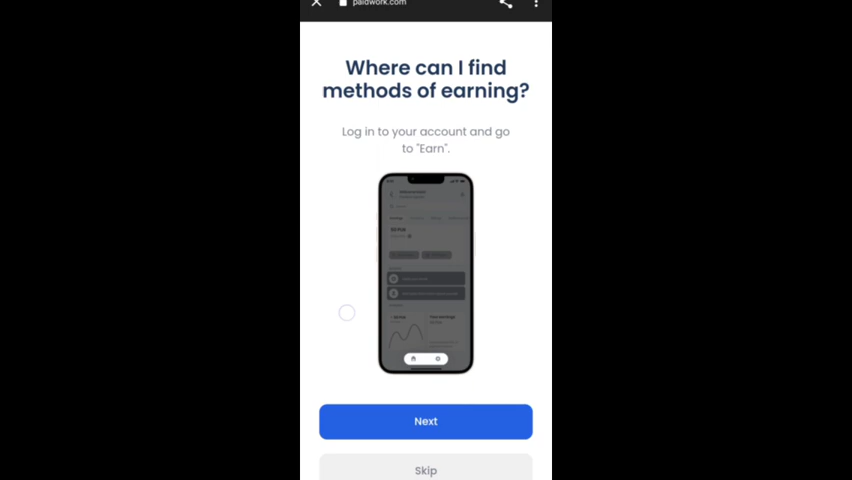 paidwork.com
Where can I find
methods of earning?
Log in to your account and go
to "Earn".
Next
Skip